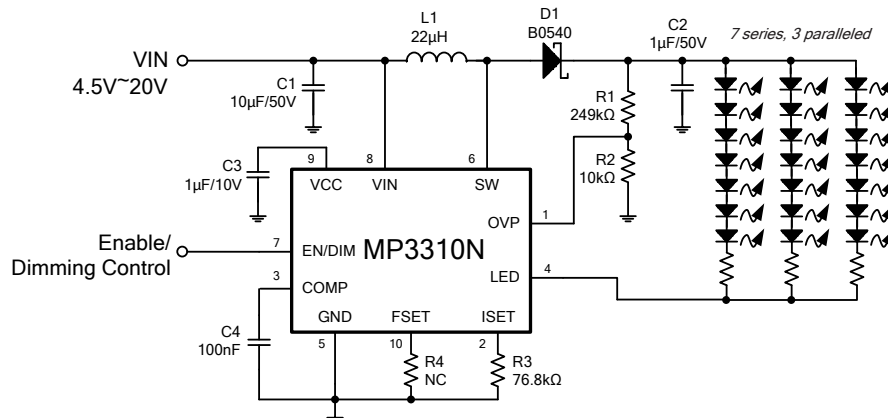 L1
22μH
D1
B0540
C2
1μF/50V
7 series, 3 paralleled
VIN
4.5V~20V
C1
10μF/50V
R1
249kΩ
R2
10kΩ
C3
1μF/10V
9
8
6
VCC
VIN
SW
OVP
1
Enable/
Dimming Control
7
EN/DIM
MP3310N
LED
4
3
COMP
GND
FSET
ISET
C4
100nF
5
10
2
R4
NC
R3
76.8kΩ